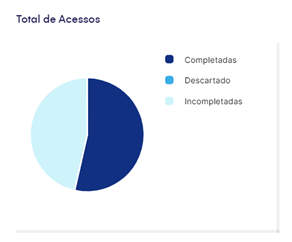 Total de Acessos
Completadas
Descartado
Incompletadas